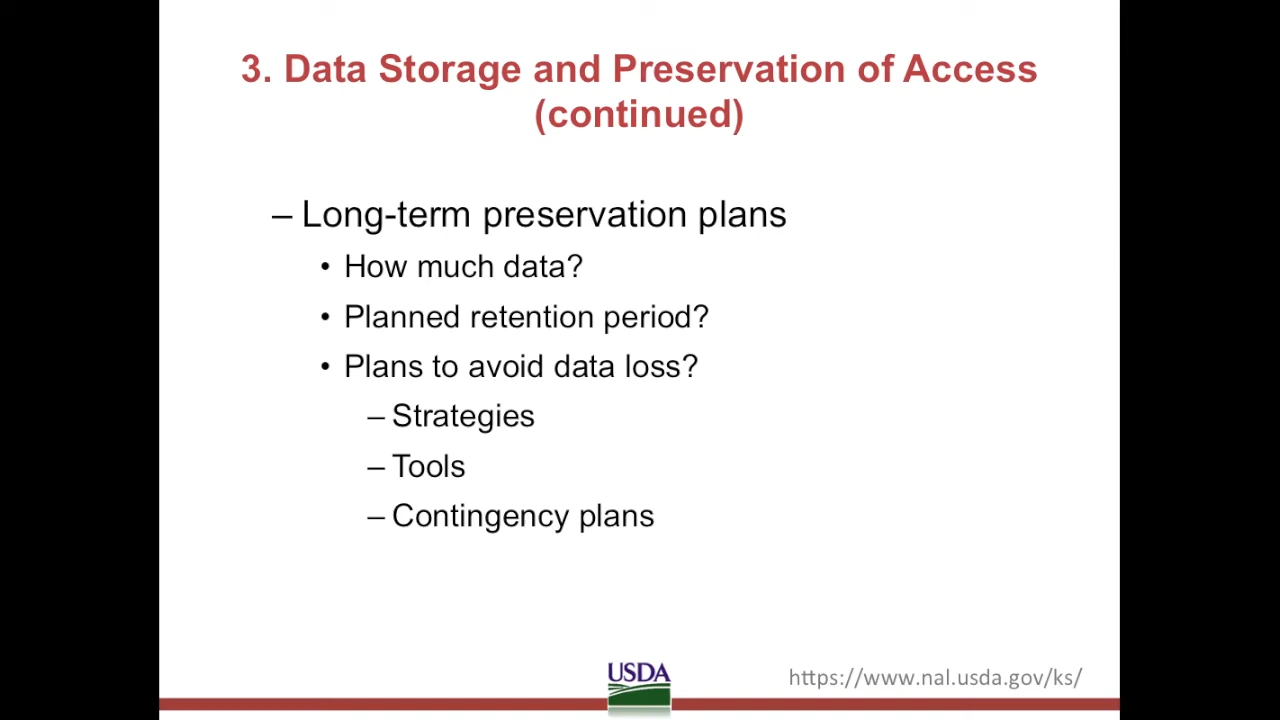 3. Data Storage and Preservation of Access
(continued)
– Long-term preservation plans
• How much data?
• Planned retention period?
• Plans to avoid data loss?
– Strategies
– Tools
– Contingency plans
USDA
https://www.nal.usda.gov/ks/